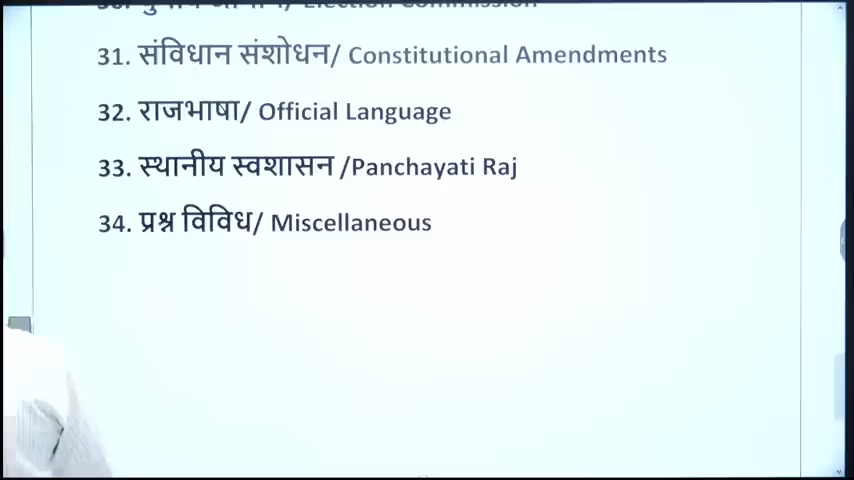 31. संविधान संशोधन/ Constitutional Amendments
32. राजभाषा/ Official Language
33. स्थानीय स्वशासन /Panchayati Raj
34. प्रश्न विविध/ Miscellaneous